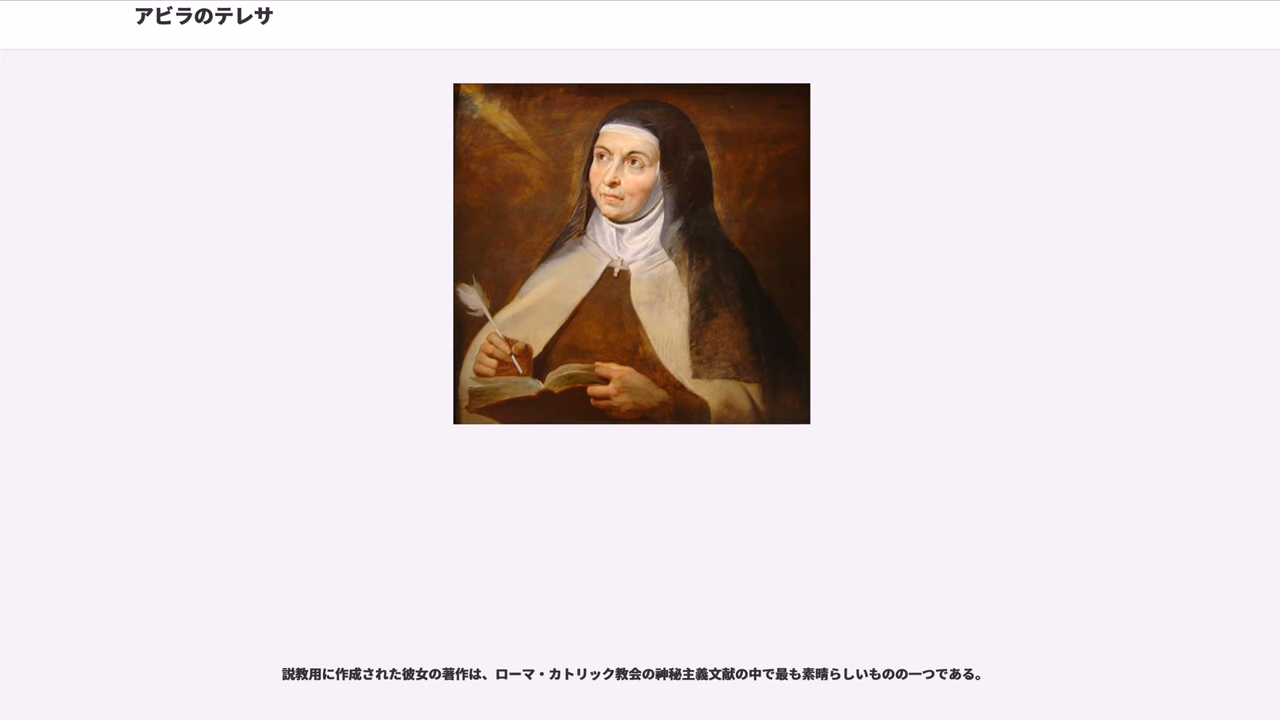 アビラのテレサ
説教用に作成された彼女の著作は、ローマ・カトリック教会の神秘主義文献の中で最も素晴らしいものの一つである。